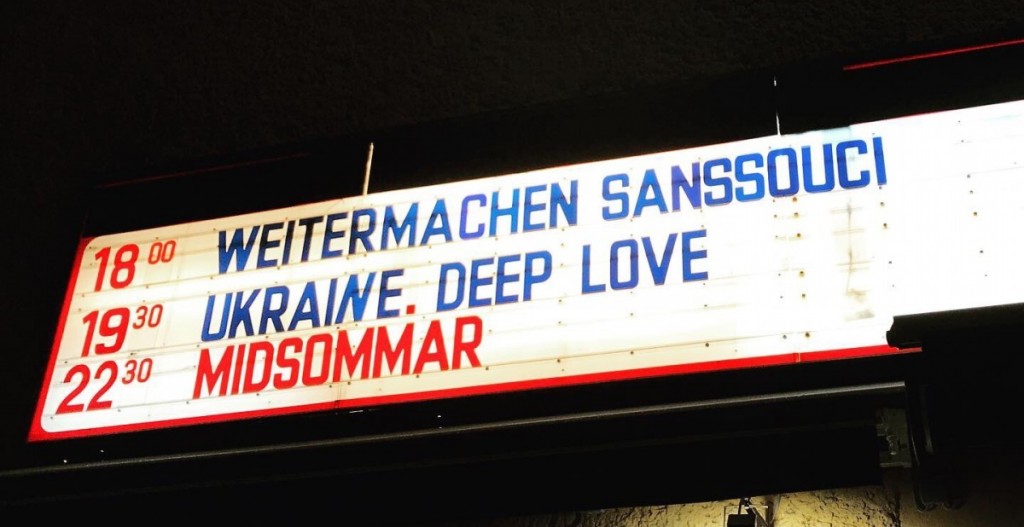 18 00 WEITERMACHEN SANSSOUCI
19 30 UKRAINE. DEEP LOVE
22 30 MIDSOMMAR